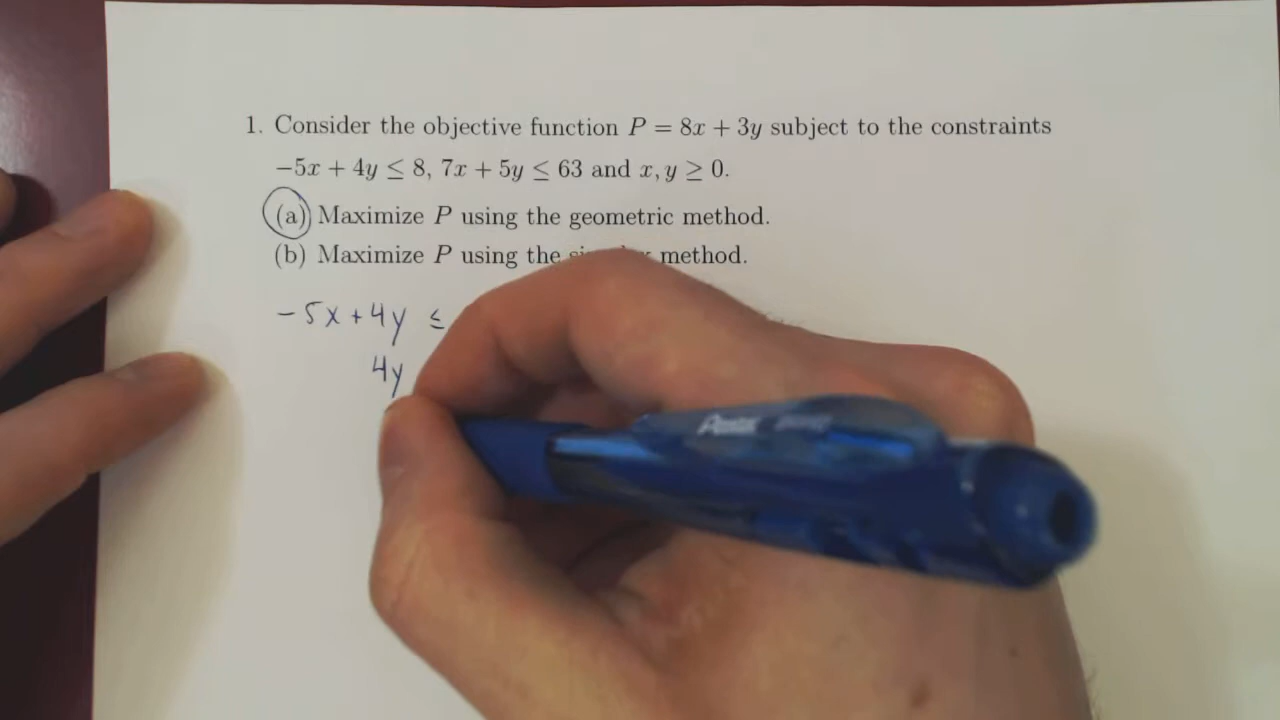 1. Consider the objective function P = 8x + 3y subject to the constraints
−5x + 4y ≤ 8, 7x + 5y ≤ 63 and x, y ≥ 0.
(a) Maximize P using the geometric method.
(b) Maximize P using the method.
-5x+4y ≤
4y
Pentel